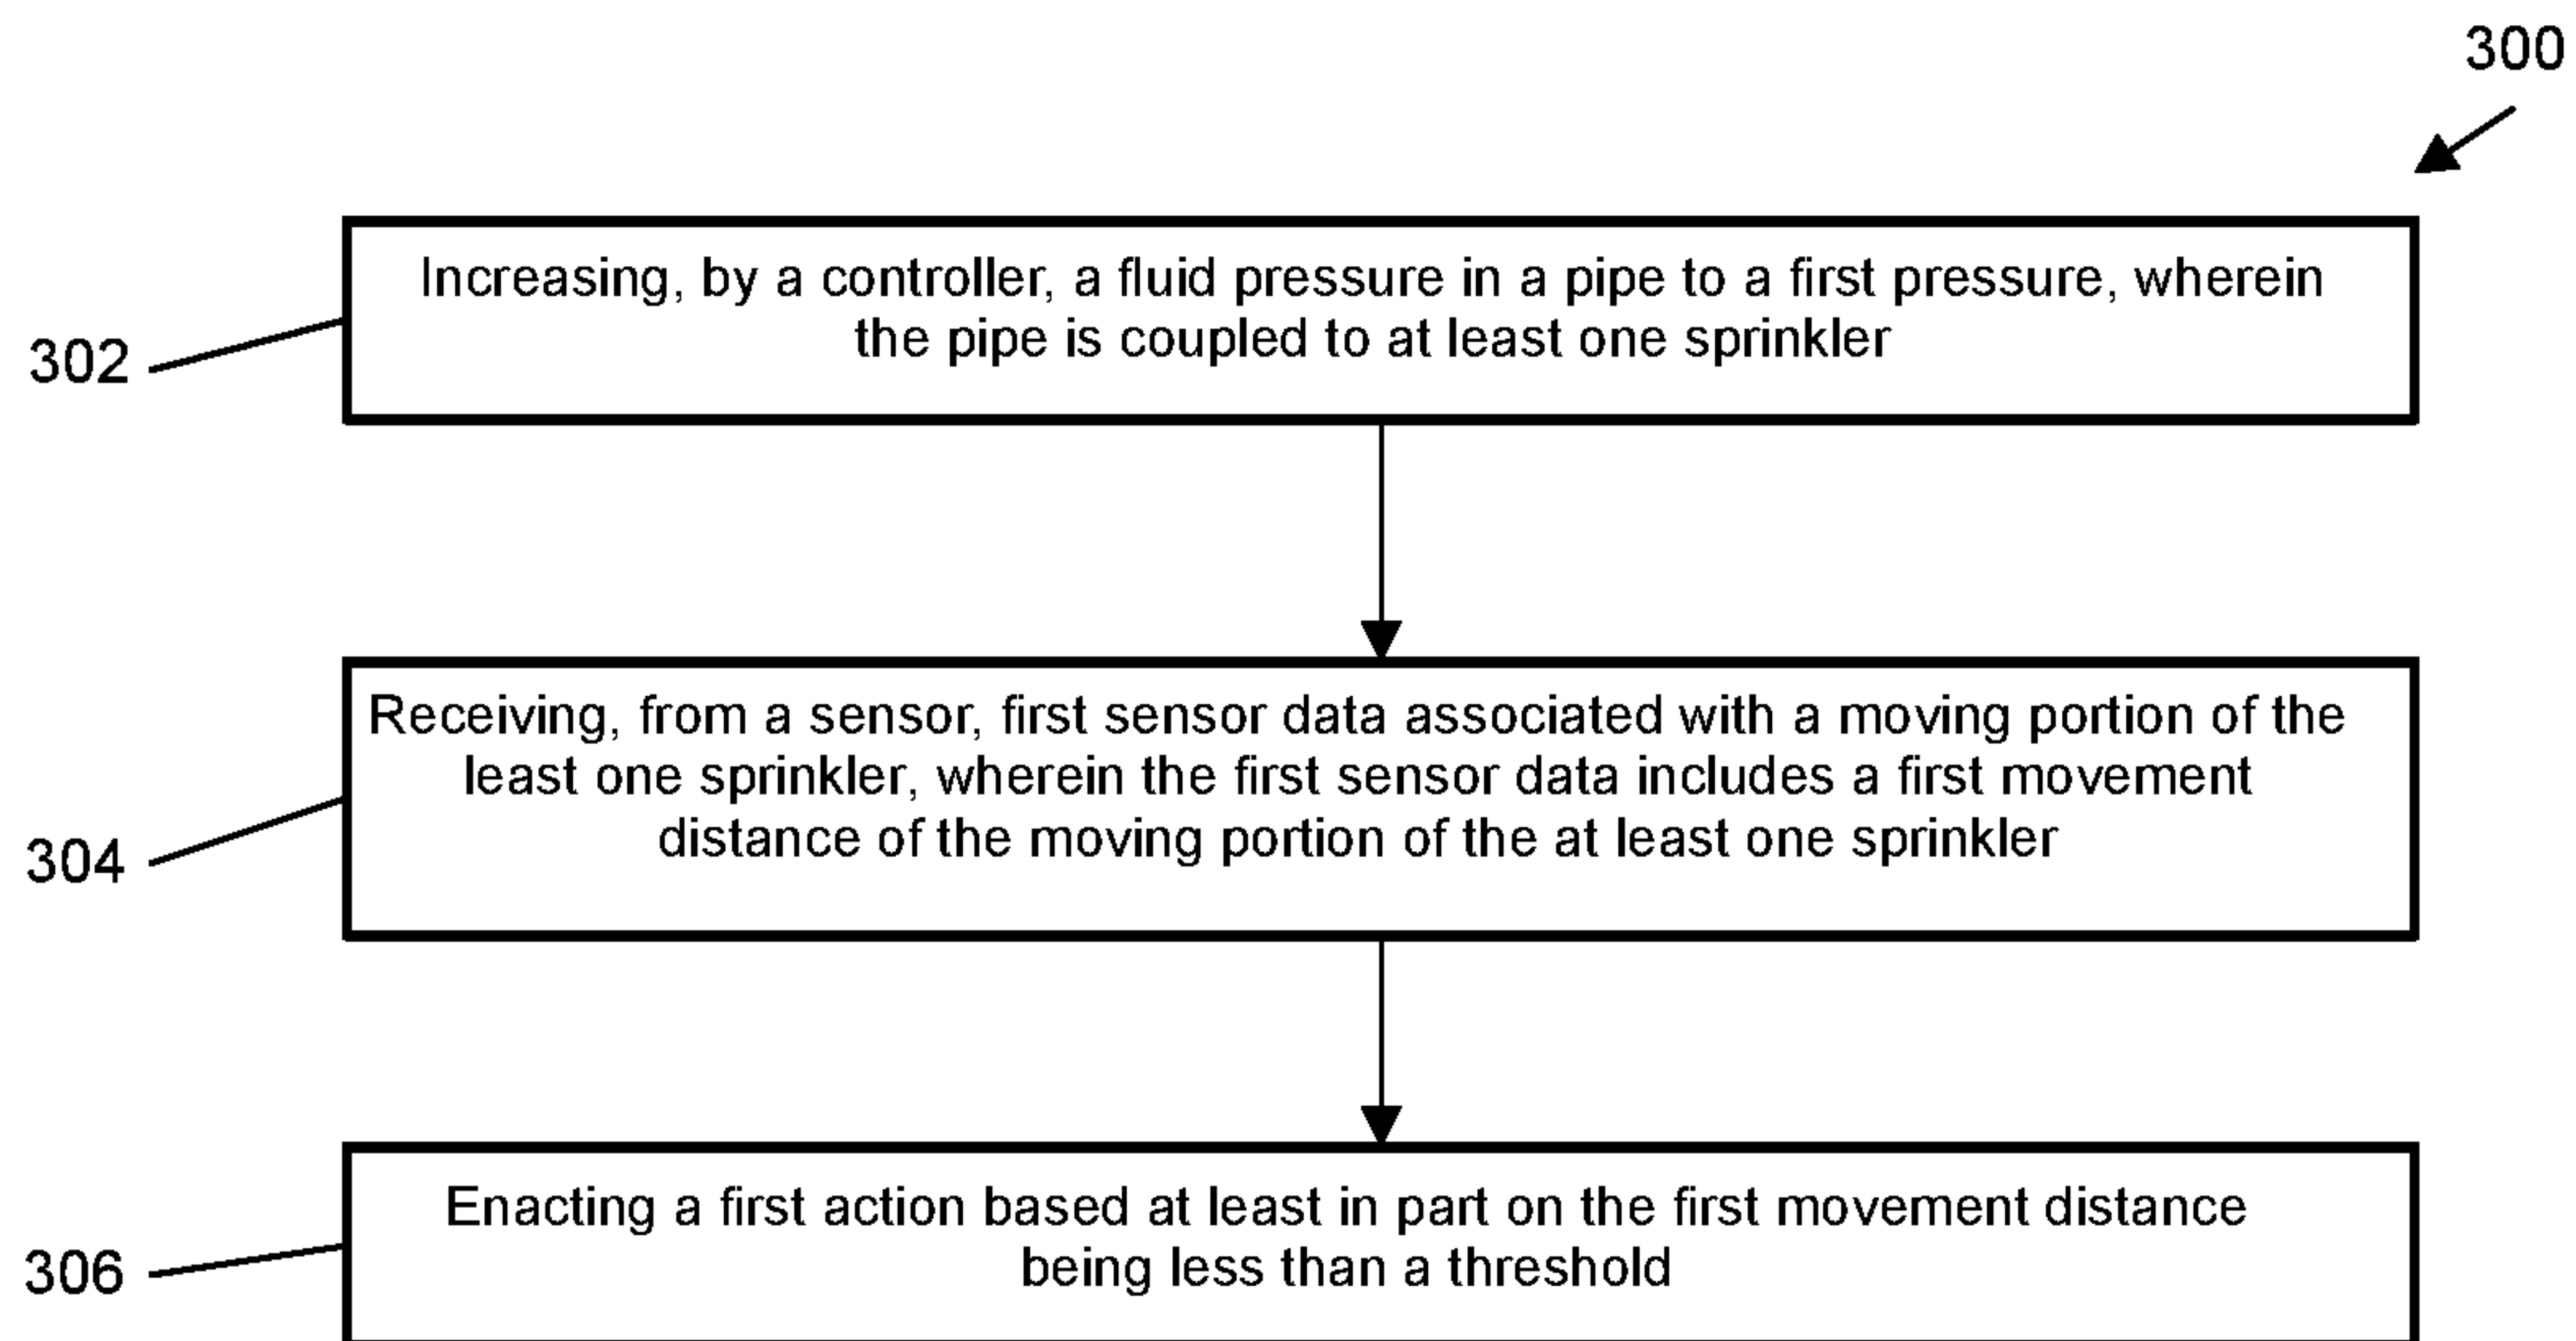 300
302
Increasing, by a controller, a fluid pressure in a pipe to a first pressure, wherein
the pipe is coupled to at least one sprinkler
304
Receiving, from a sensor, first sensor data associated with a moving portion of the
least one sprinkler, wherein the first sensor data includes a first movement
distance of the moving portion of the at least one sprinkler
306
Enacting a first action based at least in part on the first movement distance
being less than a threshold